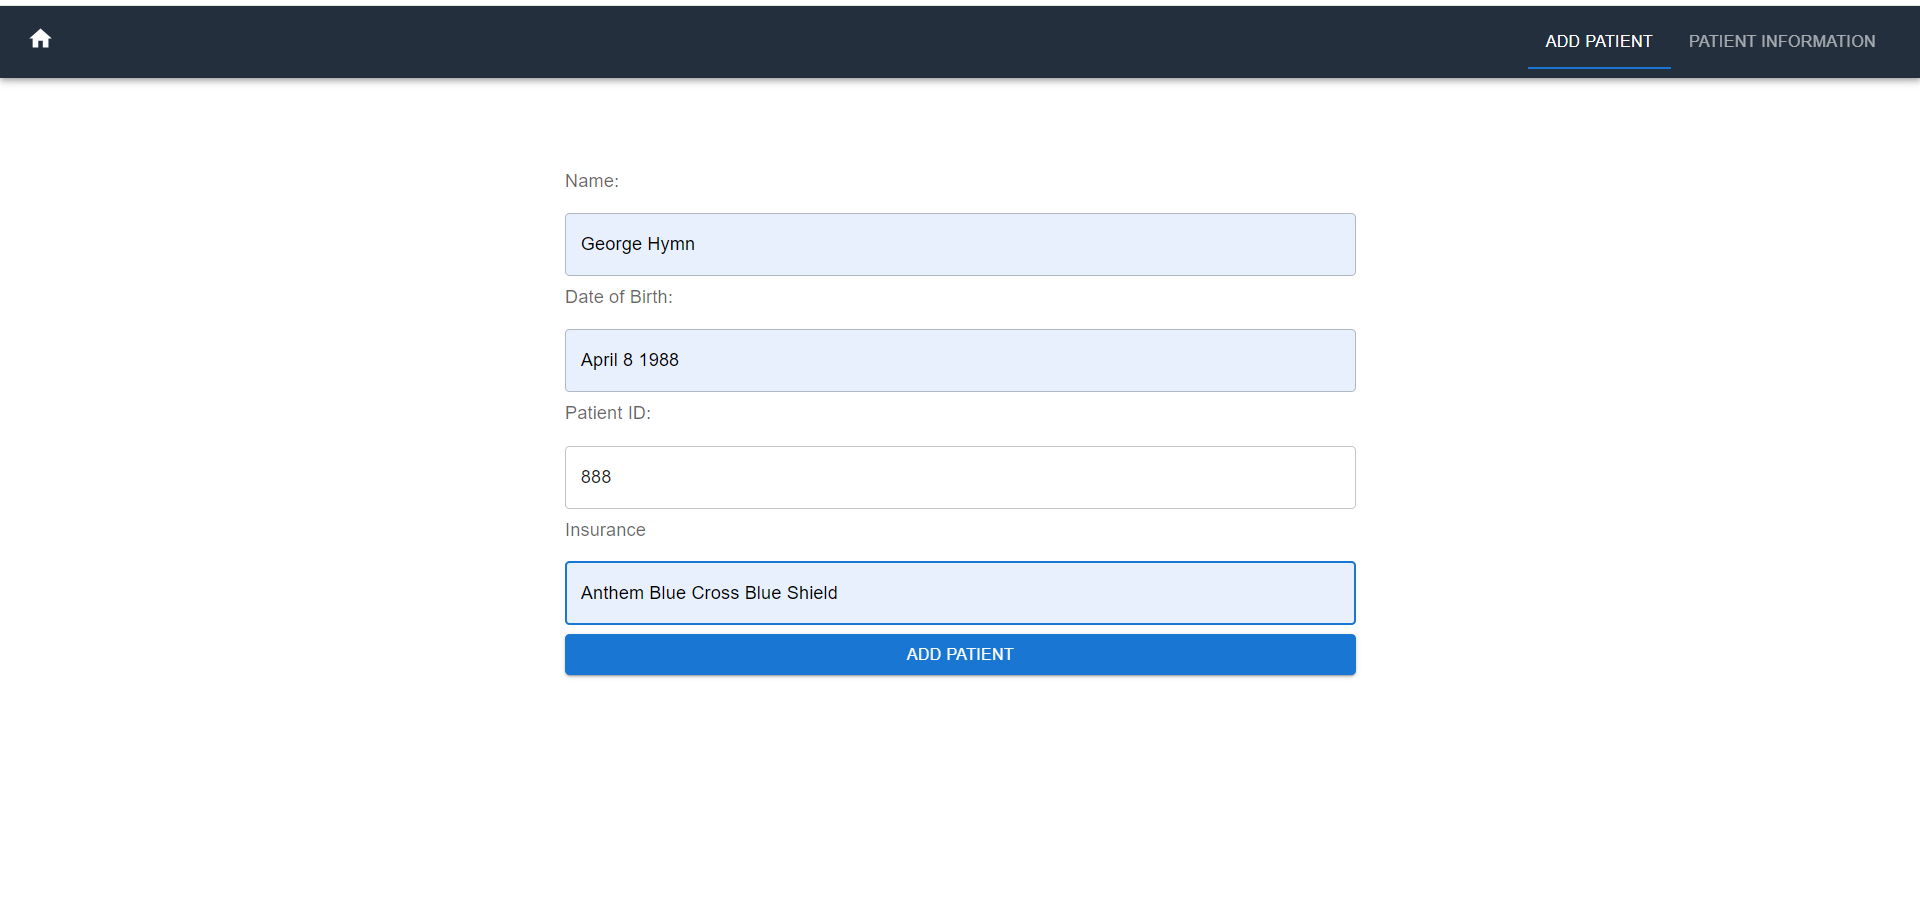 ADD PATIENT
PATIENT INFORMATION
Name:
George Hymn
Date of Birth:
April 8 1988
Patient ID:
888
Insurance
Anthem Blue Cross Blue Shield
ADD PATIENT